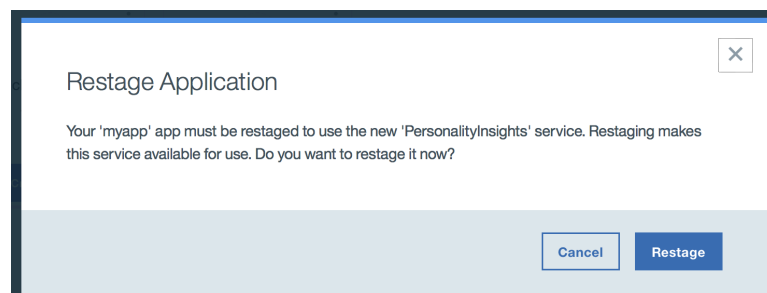 Restage Application
Your 'myapp' app must be restaged to use the new 'PersonalityInsights' service. Restaging makes
this service available for use. Do you want to restage it now?
Cancel
Restage